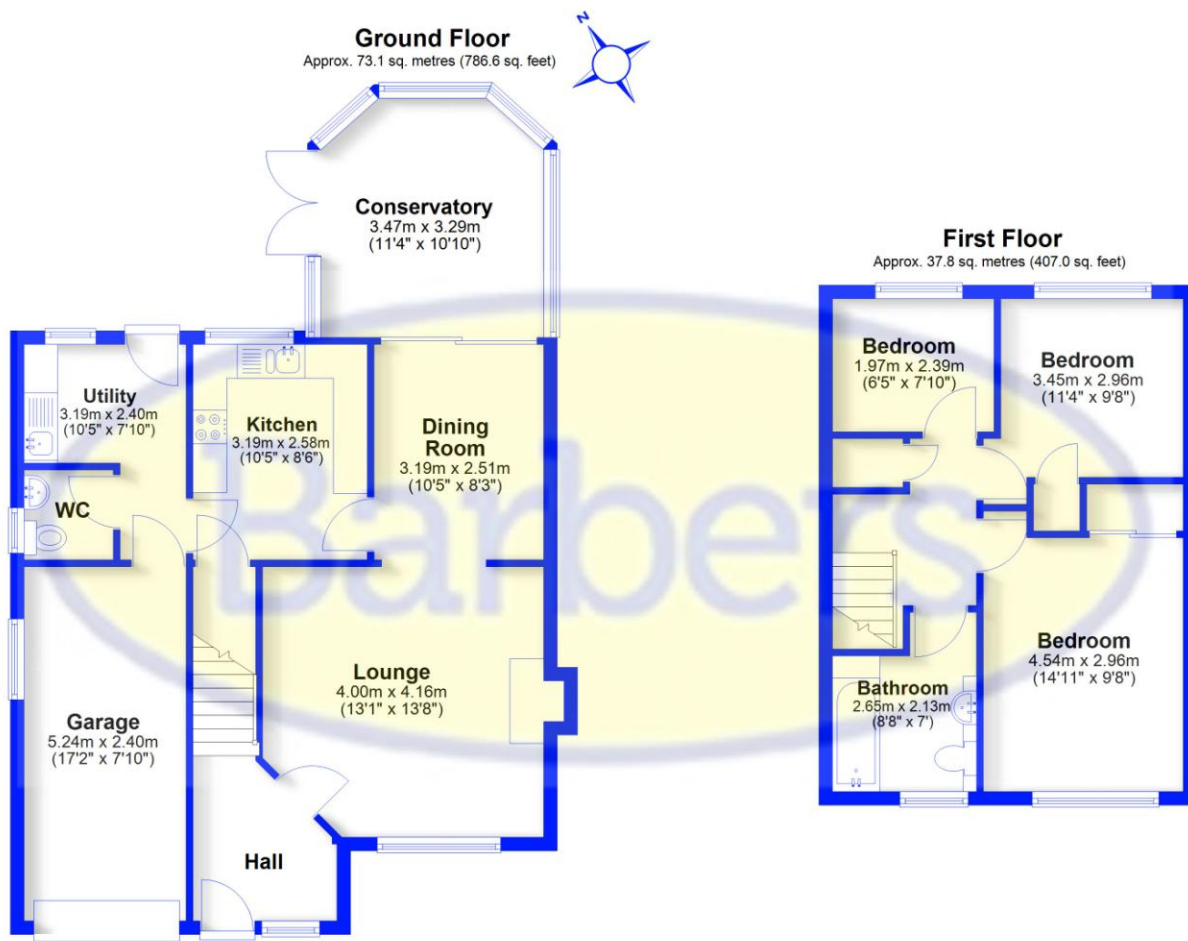 Ground Floor
Approx. 73.1 sq. metres (786.6 sq. feet)
N
Conservatory
3.47m x 3.29m
(11'4" x 10'10")
Utility
3.19m x 2.40m
(10'5" x 7'10")
Kitchen
3.19m x 2.58m
(10'5" x 8'6")
Dining
Room
3.19m x 2.51m
(10'5" x 8'3")
WC
Lounge
4.00m x 4.16m
(13'1" x 13'8")
Garage
5.24m x 2.40m
(17'2" x 7'10")
Hall
First Floor
Approx. 37.8 sq. metres (407.0 sq. feet)
Bedroom
1.97m x 2.39m
(6'5" x 7'10")
Bedroom
3.45m x 2.96m
(11'4" x 9'8")
Bedroom
4.54m x 2.96m
(14'11" x 9'8")
Bathroom
2.65m x 2.13m
(8'8" x 7')
Barbers